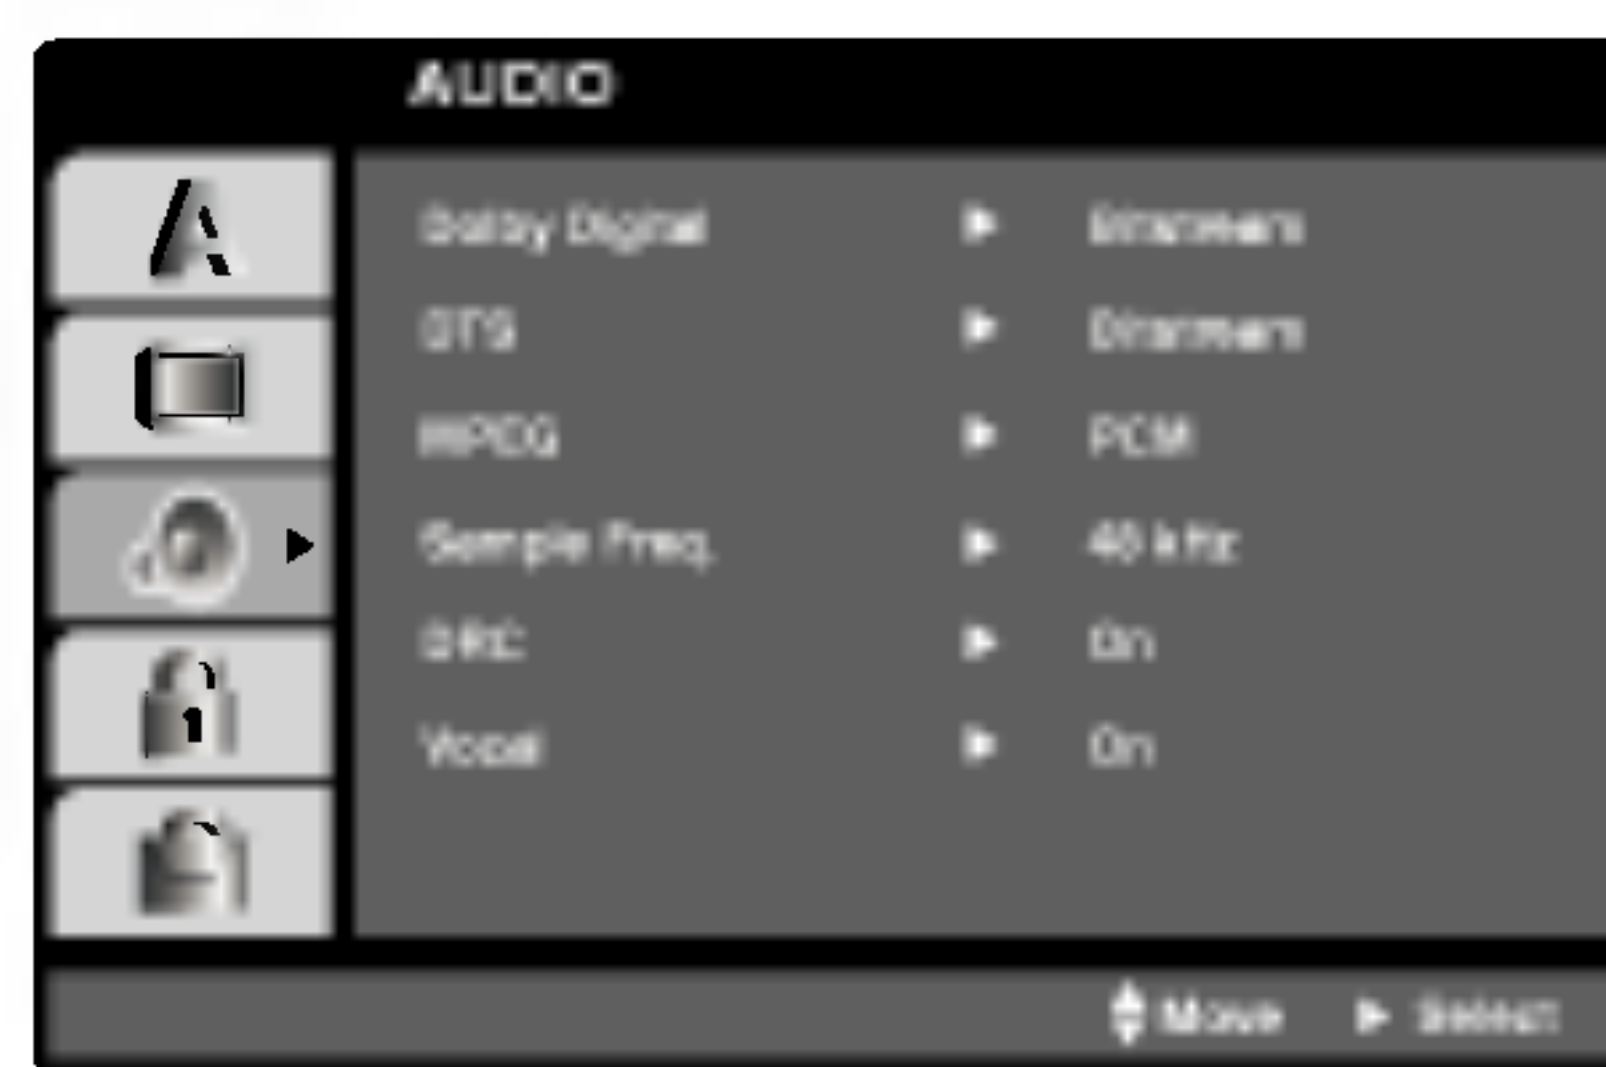 AUDIO
Dolby Digital Bitstream
DTS Bitstream
MPEG PCM
Sample Freq. 48 kHz
DRC On
Vocal On
Move Select